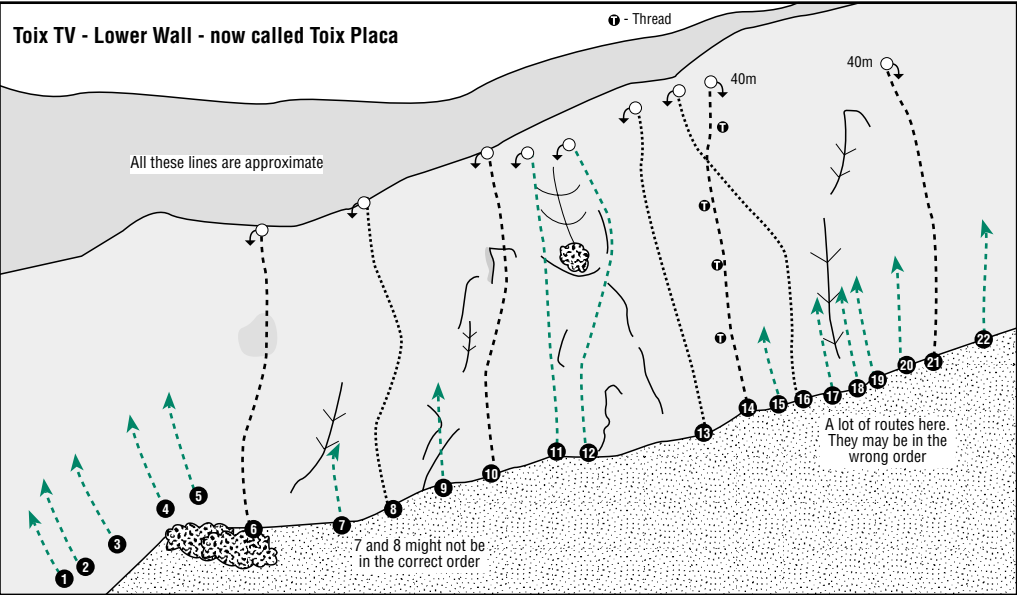 Toix TV - Lower Wall - now called Toix Placa
T - Thread
40m
40m
All these lines are approximate
T
T
T
T
1
2
3
4
5
6
7
8
9
10
11
12
13
14
15
16
17
18
19
20
21
22
A lot of routes here.
They may be in the
wrong order
7 and 8 might not be
in the correct order